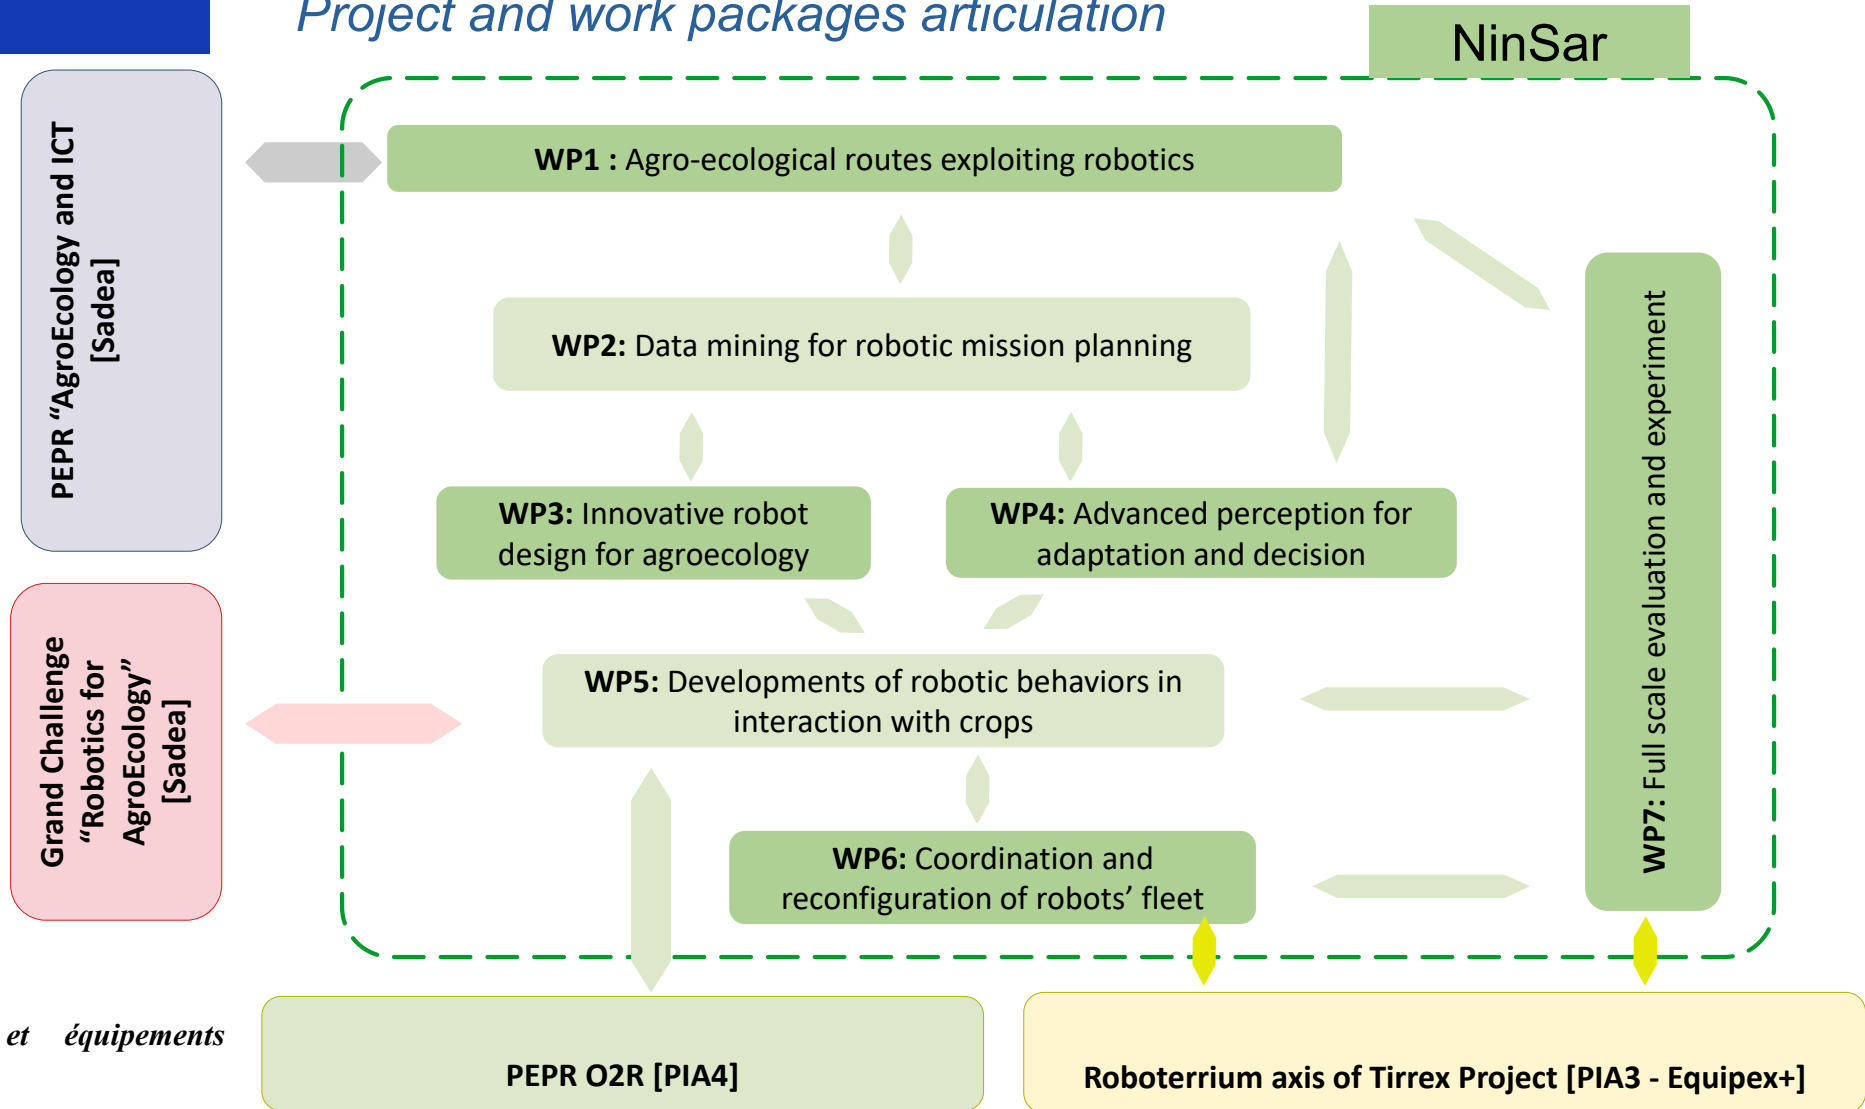 Project and work packages articulation
NinSar
PEPR “AgroEcology and ICT
[Sadea]
WP1 : Agro-ecological routes exploiting robotics
WP2: Data mining for robotic mission planning
WP3: Innovative robot
design for agroecology
WP4: Advanced perception for
adaptation and decision
WP7: Full scale evaluation and experiment
Grand Challenge
“Robotics for
AgroEcology”
[Sadea]
WP5: Developments of robotic behaviors in
interaction with crops
WP6: Coordination and
reconfiguration of robots’ fleet
et équipements
PEPR O2R [PIA4]
Roboterrium axis of Tirrex Project [PIA3 - Equipex+]